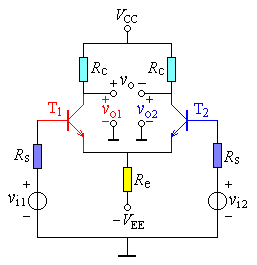 VCC
RC + vo − RC
T1 + + T2
vo1 vo2
− −
Rs Rs
+ Re +
vi1 vi2
− −VEE −